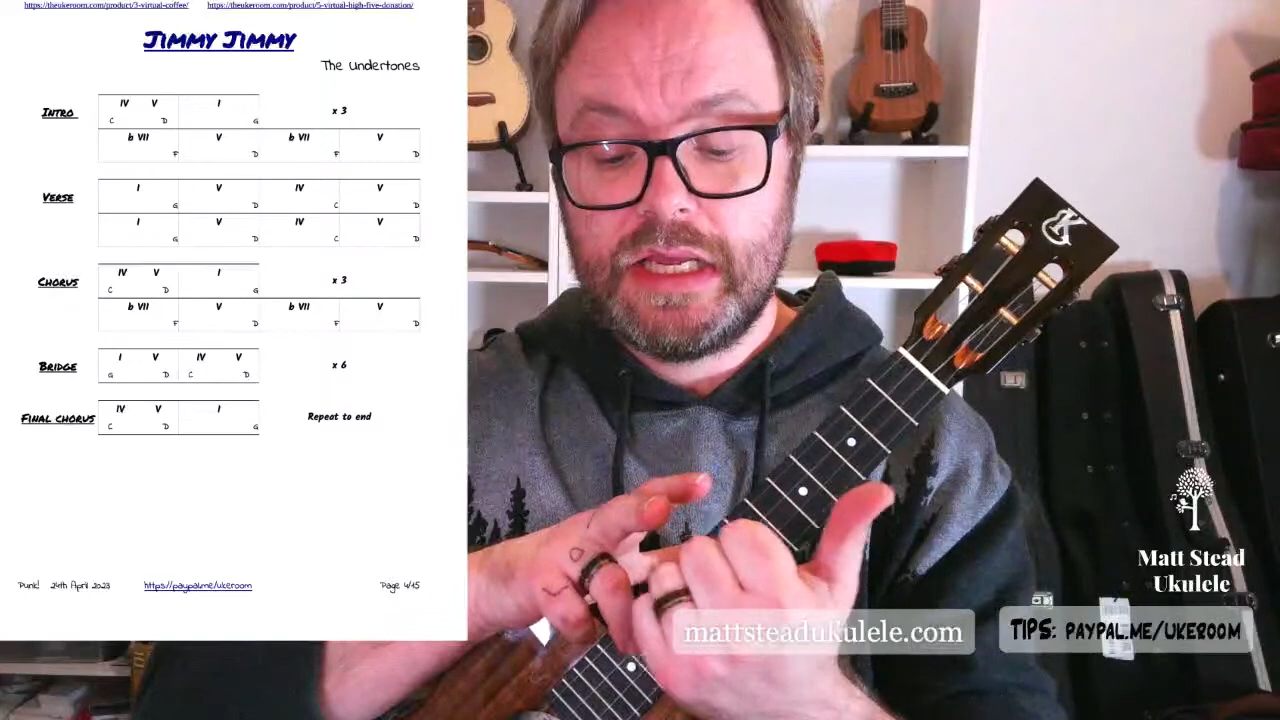 https://theukeroom.com/product/3-virtual-coffee/ https://theukeroom.com/product/5-virtual-high-five-donation/
Jimmy Jimmy
The Undertones
Intro IV V I x 3
C D G
b VII V b VII V
F D F D
Verse I V IV V
G D C D
I V IV V
G D C D
Chorus IV V I x 3
C D G
b VII V b VII V
F D F D
Bridge I V IV V x 6
G D C D
Final chorus IV V I Repeat to end
C D G
Punk! 24th April 2023 https://paypal.me/ukeroom Page 4/15
K
Matt Stead
Ukulele
mattsteadukulele.com
TIPS: PAYPAL.ME/UKEROOM